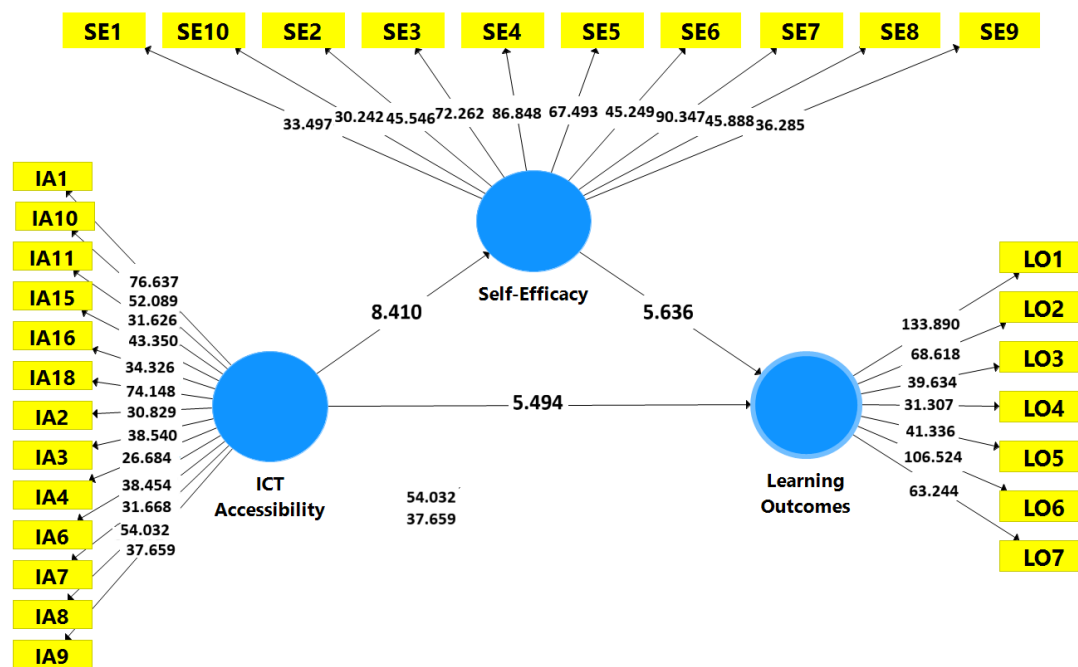 SE1 SE10 SE2 SE3 SE4 SE5 SE6 SE7 SE8 SE9
33.497 30.242 45.546 72.262 86.848 67.493 45.249 90.347 45.888 36.285
IA1
IA10
IA11
IA15
IA16
IA18
IA2
IA3
IA4
IA6
IA7
IA8
IA9
76.637
52.089
31.626
43.350
34.326
74.148
30.829
38.540
26.684
38.454
31.668
54.032
37.659
ICT
Accessibility
8.410
Self-Efficacy
5.636
5.494
54.032
37.659
Learning
Outcomes
133.890
68.618
39.634
31.307
41.336
106.524
63.244
LO1
LO2
LO3
LO4
LO5
LO6
LO7